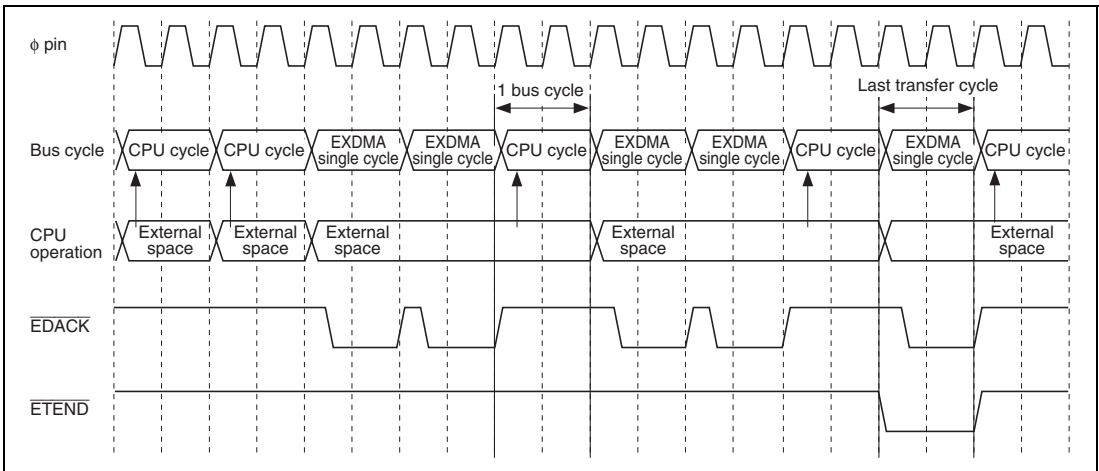 φ pin
1 bus cycle
Last transfer cycle
Bus cycle
CPU cycle
CPU cycle
EXDMA
single cycle
EXDMA
single cycle
CPU cycle
EXDMA
single cycle
EXDMA
single cycle
CPU cycle
EXDMA
single cycle
CPU cycle
CPU
operation
External
space
External
space
External
space
External
space
External
space
EDACK
ETEND